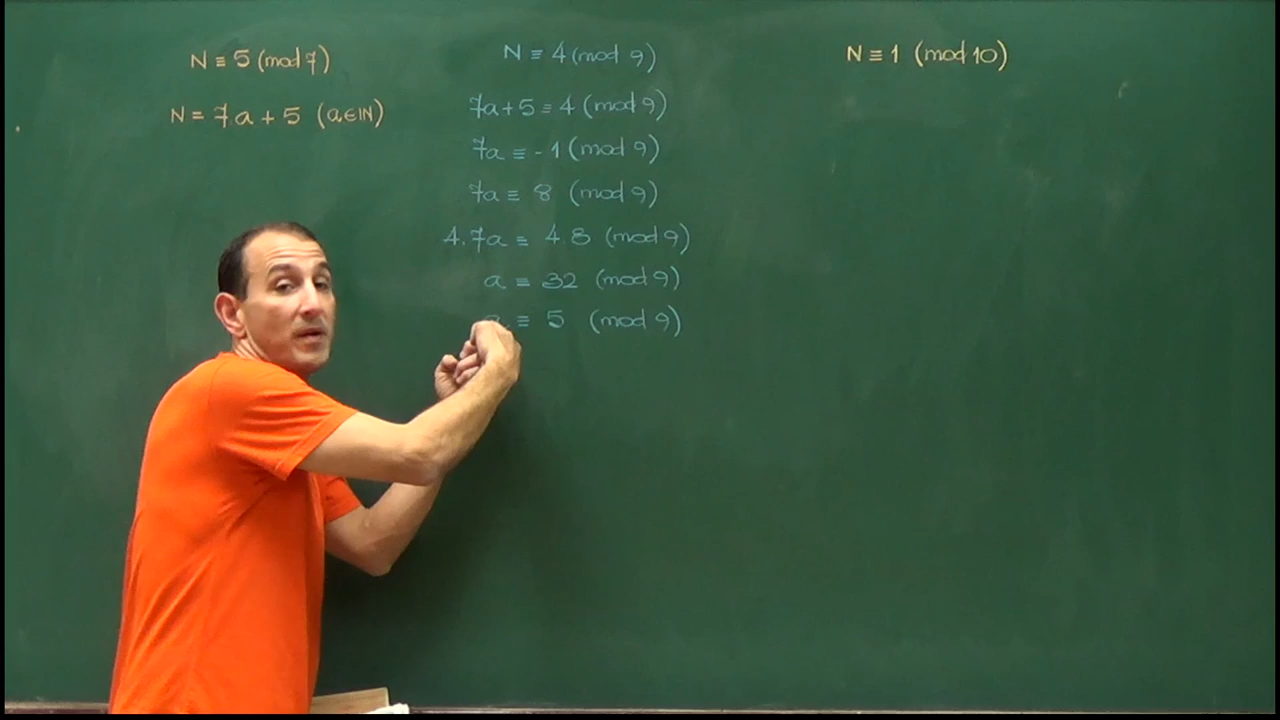 N ≡ 5 (mod 7)
N = 7a + 5 (a∈IN)
N ≡ 4 (mod 9)
7a + 5 ≡ 4 (mod 9)
7a ≡ -1 (mod 9)
7a ≡ 8 (mod 9)
4.7a ≡ 4.8 (mod 9)
a ≡ 32 (mod 9)
a ≡ 5 (mod 9)
N ≡ 1 (mod 10)